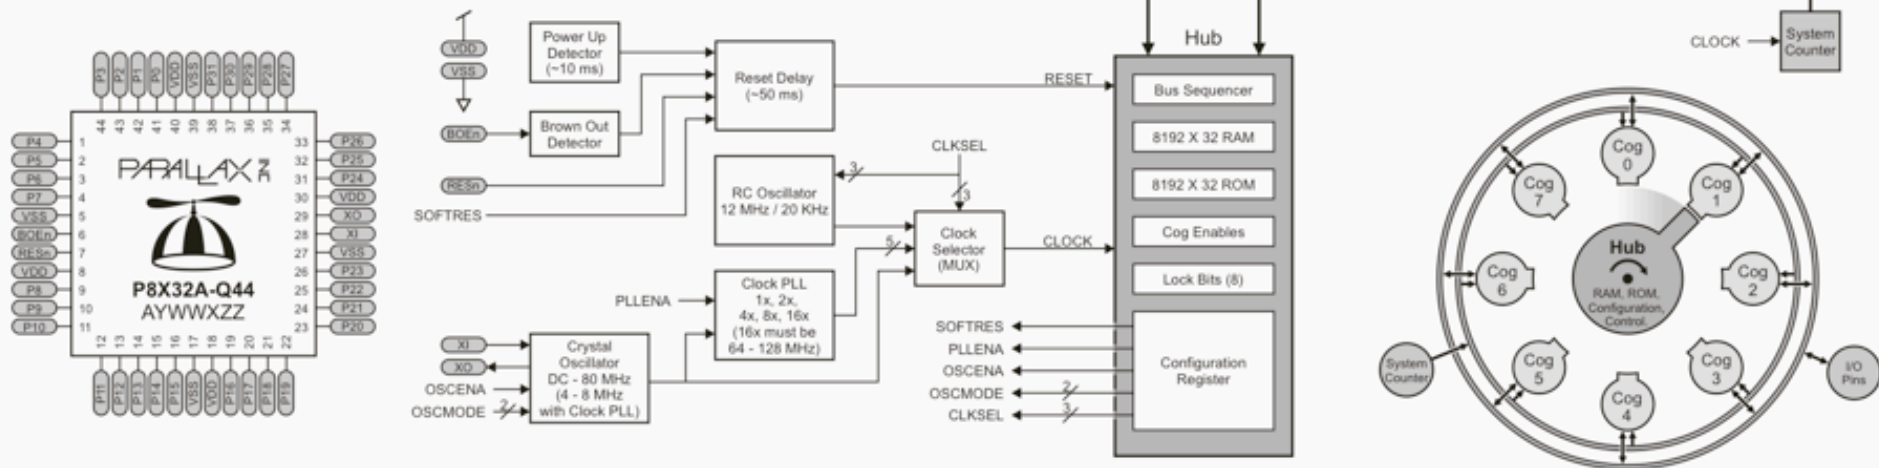 P3
P2
P1
P0
VDD
VSS
P31
P30
P29
P28
P27
44
43
42
41
40
39
38
37
36
35
34
P4 1
P5 2
P6 3
P7 4
VSS 5
BOEn 6
RESn 7
VDD 8
P8 9
P9 10
P10 11
PARALLAX INC
P8X32A-Q44
AYWWXZZ
33 P26
32 P25
31 P24
30 VDD
29 XO
28 XI
27 VSS
26 P23
25 P22
24 P21
23 P20
12
13
14
15
16
17
18
19
20
21
22
P11
P12
P13
P14
P15
VSS
VDD
P16
P17
P18
P19
VDD
VSS
BOEn
RESn
SOFTRES
Power Up
Detector
(~10 ms)
Brown Out
Detector
Reset Delay
(~50 ms)
RESET
CLKSEL
3
3
RC Oscillator
12 MHz / 20 KHz
5
Clock
Selector
(MUX)
CLOCK
PLLENA
Clock PLL
1x, 2x,
4x, 8x, 16x
(16x must be
64 - 128 MHz)
XI
XO
OSCENA
OSCMODE
2
Crystal
Oscillator
DC - 80 MHz
(4 - 8 MHz
with Clock PLL)
Hub
Bus Sequencer
8192 X 32 RAM
8192 X 32 ROM
Cog Enables
Lock Bits (8)
Configuration
Register
SOFTRES
PLLENA
OSCENA
OSCMODE 2
CLKSEL 3
CLOCK
System
Counter
Cog
0
Cog
1
Cog
2
Cog
3
Cog
4
Cog
5
Cog
6
Cog
7
Hub
RAM, ROM,
Configuration,
Control.
System
Counter
I/O
Pins